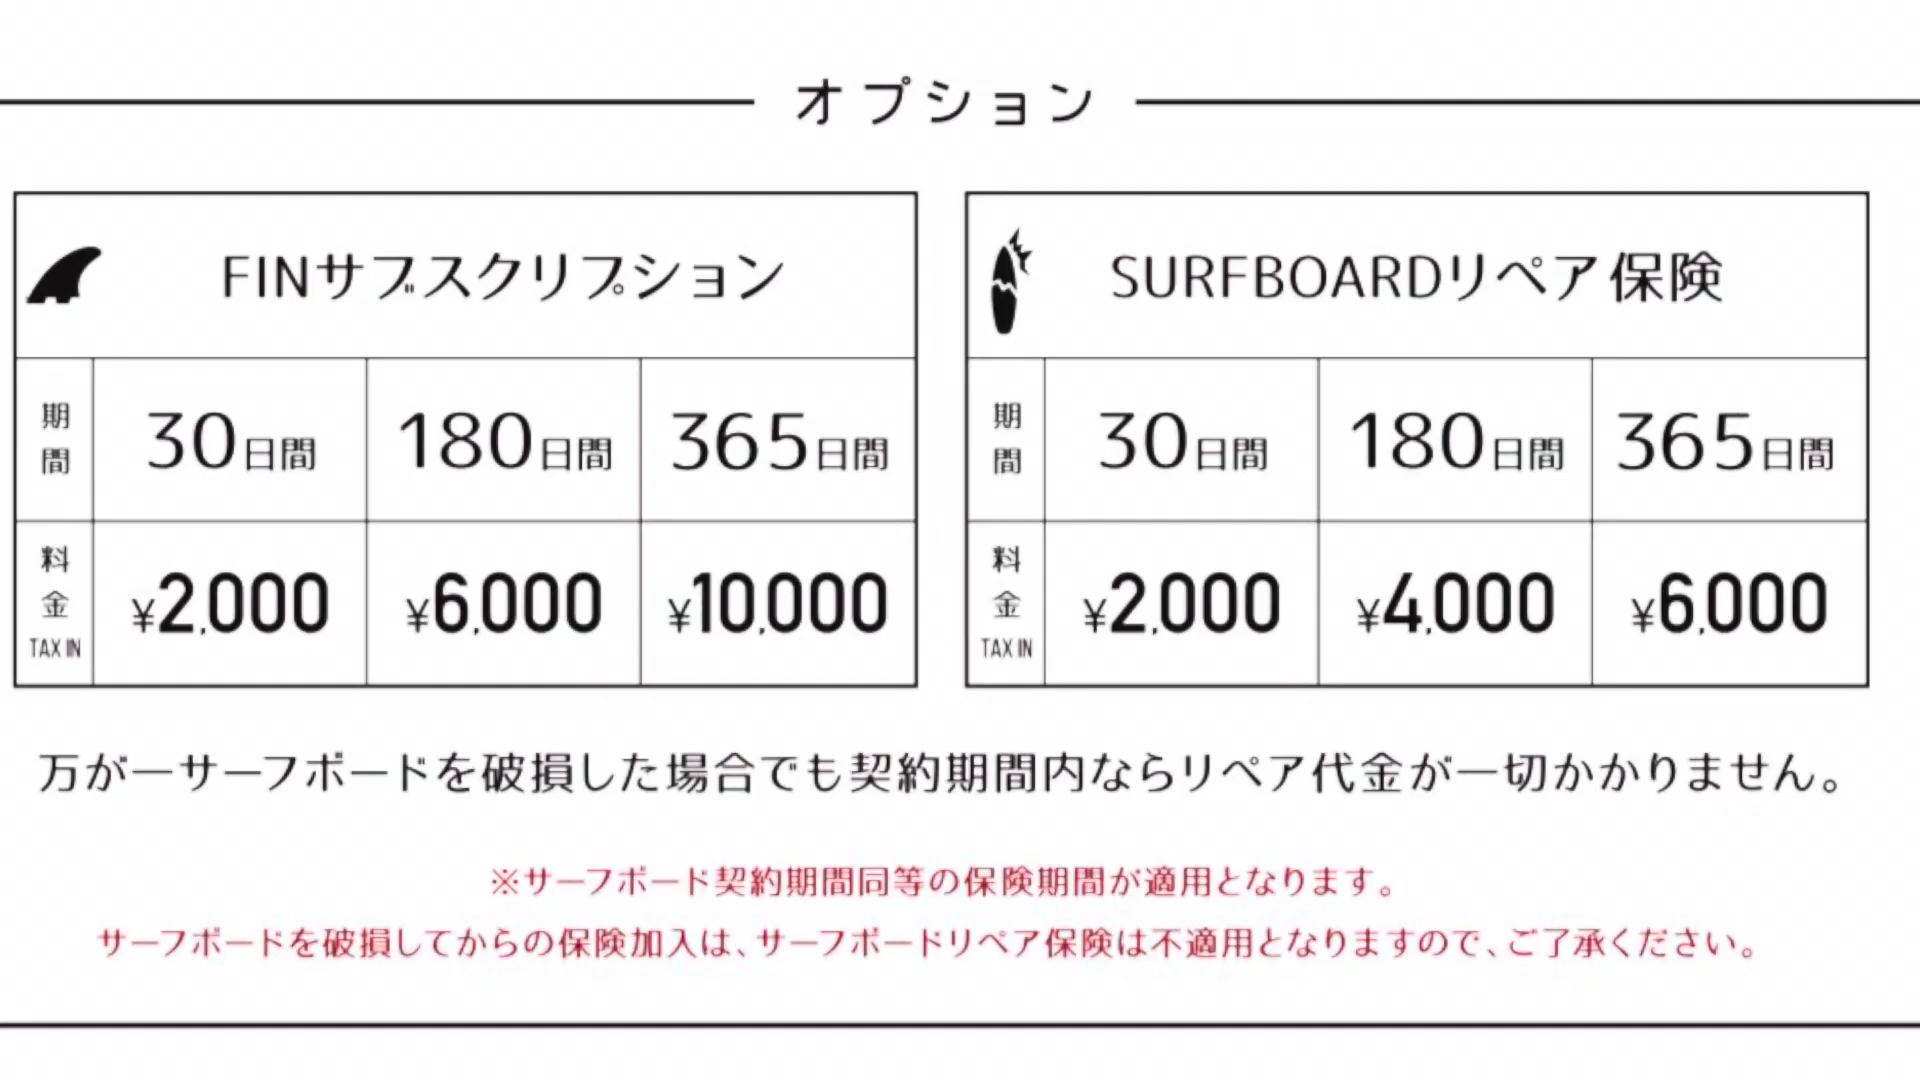 オプション
FINサブスクリプション
期間 30日間 180日間 365日間
料金 TAX IN ¥2,000 ¥6,000 ¥10,000
SURFBOARDリペア保険
期間 30日間 180日間 365日間
料金 TAX IN ¥2,000 ¥4,000 ¥6,000
万が一サーフボードを破損した場合でも契約期間内ならリペア代金が一切かかりません。
※サーフボード契約期間同等の保険期間が適用となります。
サーフボードを破損してからの保険加入は、サーフボードリペア保険は不適用となりますので、ご了承ください。